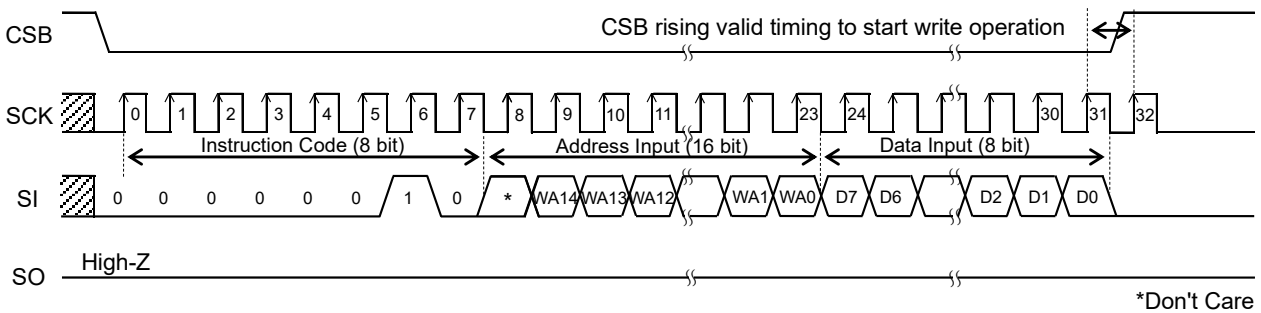 CSB
CSB rising valid timing to start write operation
SCK 0 1 2 3 4 5 6 7 8 9 10 11 23 24 30 31 32
Instruction Code (8 bit) Address Input (16 bit) Data Input (8 bit)
SI 0 0 0 0 0 0 1 0 * WA14 WA13 WA12 WA1 WA0 D7 D6 D2 D1 D0
High-Z
SO
*Don't Care